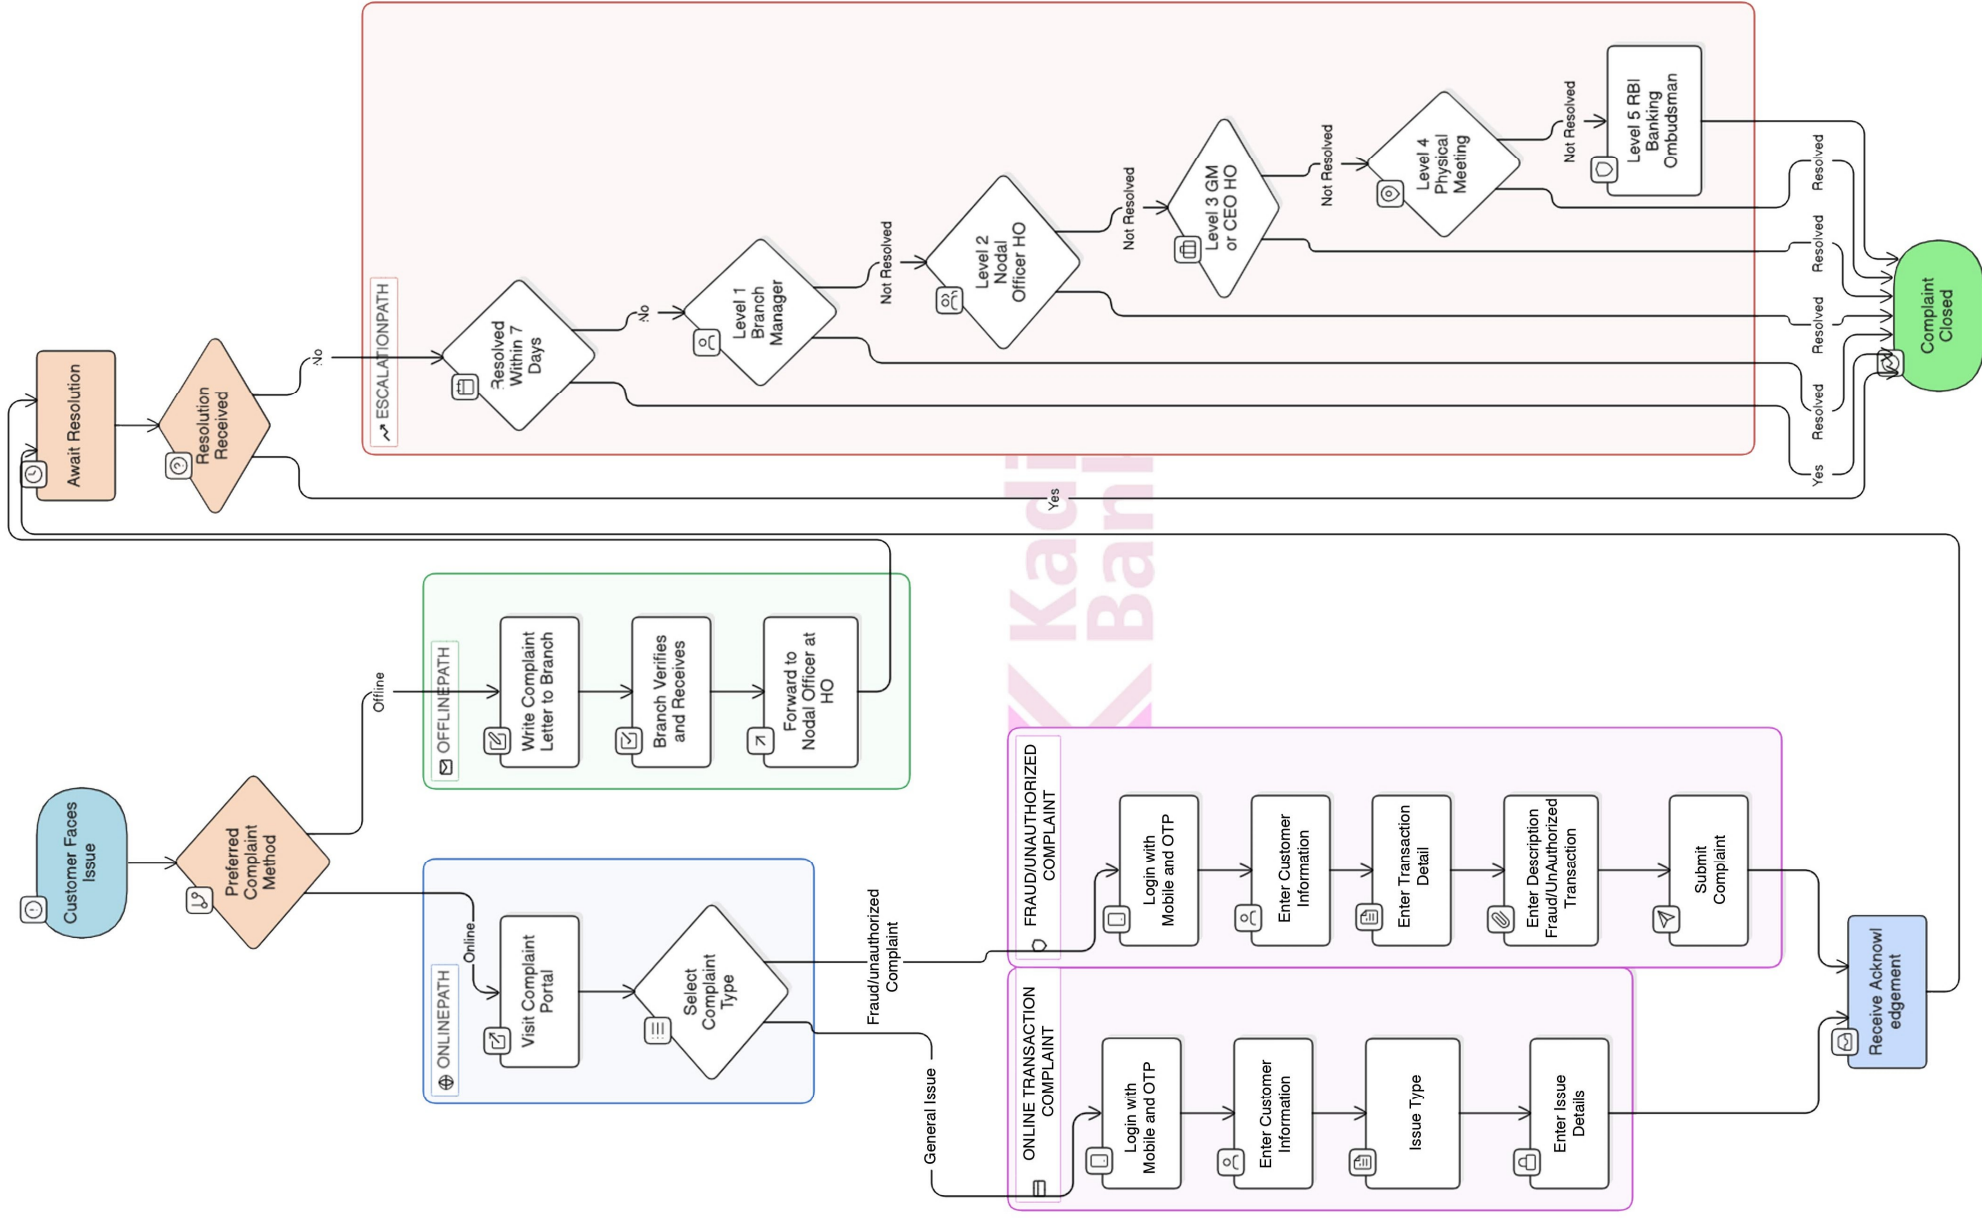 Customer Faces
Issue
Preferred
Complaint
Method
Online
Offline
ONLINEPATH
Visit Complaint
Portal
Select
Complaint
Type
General Issue
Fraud/unauthorized
Complaint
ONLINE TRANSACTION
COMPLAINT
Login with
Mobile and OTP
Enter Customer
Information
Issue Type
Enter Issue
Details
FRAUD/UNAUTHORIZED
COMPLAINT
Login with
Mobile and OTP
Enter Customer
Information
Enter Transaction
Detail
Enter Description
Fraud/UnAuthorized
Transaction
Submit
Complaint
Receive Acknowl
edgement
OFFLINEPATH
Write Complaint
Letter to Branch
Branch Verifies
and Receives
Forward to
Nodal Officer at
HO
Await Resolution
Resolution
Received
Yes
No
ESCALATIONPATH
Resolved
Within 7
Days
Yes
No
Level 1
Branch
Manager
Resolved
Not Resolved
Level 2
Nodal
Officer HO
Resolved
Not Resolved
Level 3 GM
or CEO HO
Resolved
Not Resolved
Level 4
Physical
Meeting
Resolved
Not Resolved
Level 5 RBI
Banking
Ombudsman
Complaint
Closed
Kadi
Bank